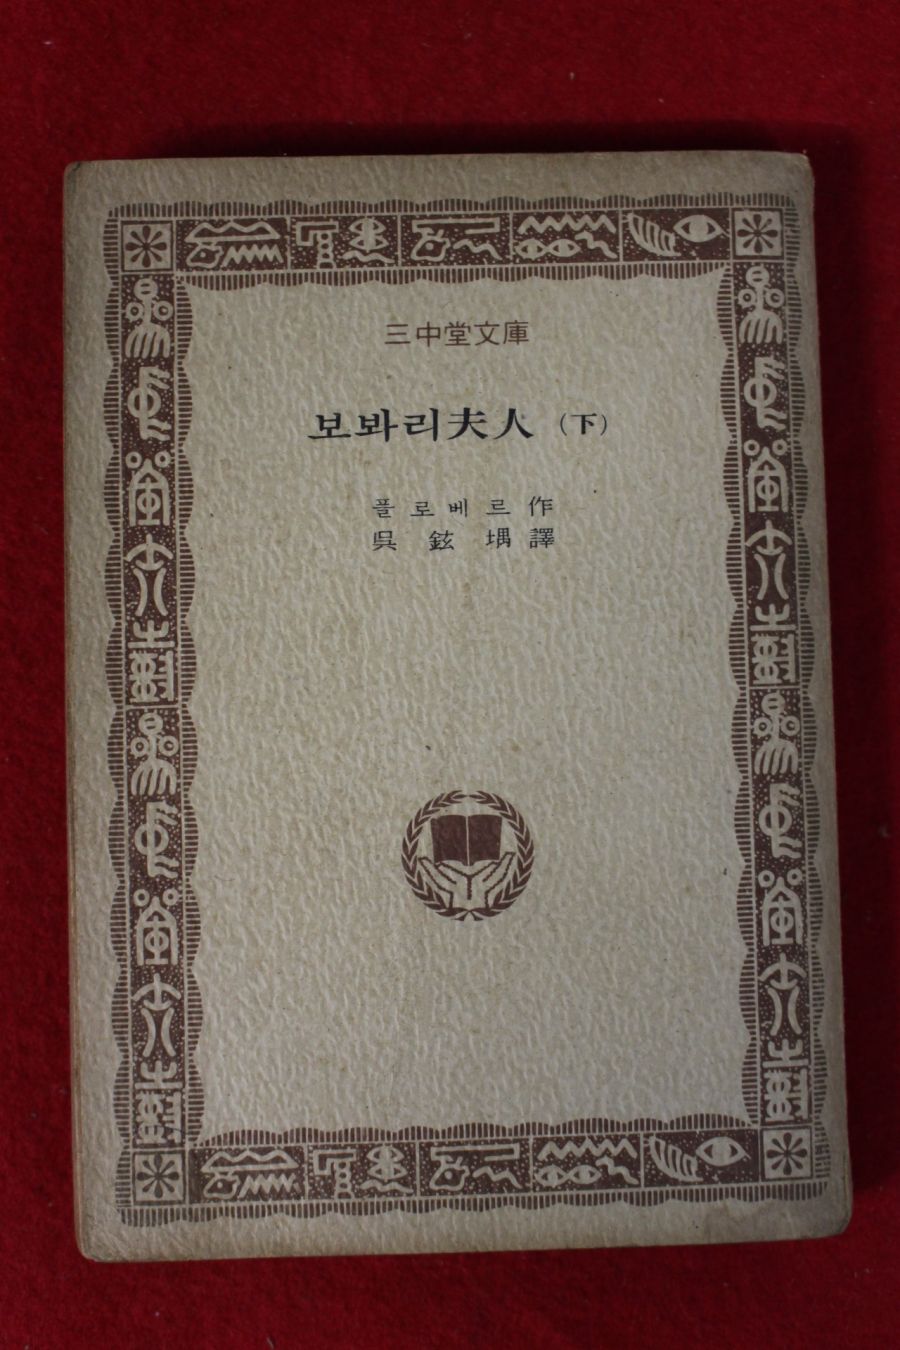 三中堂文庫
보봐리夫人 (下)
플로베르 作
吳鉉堣 譯